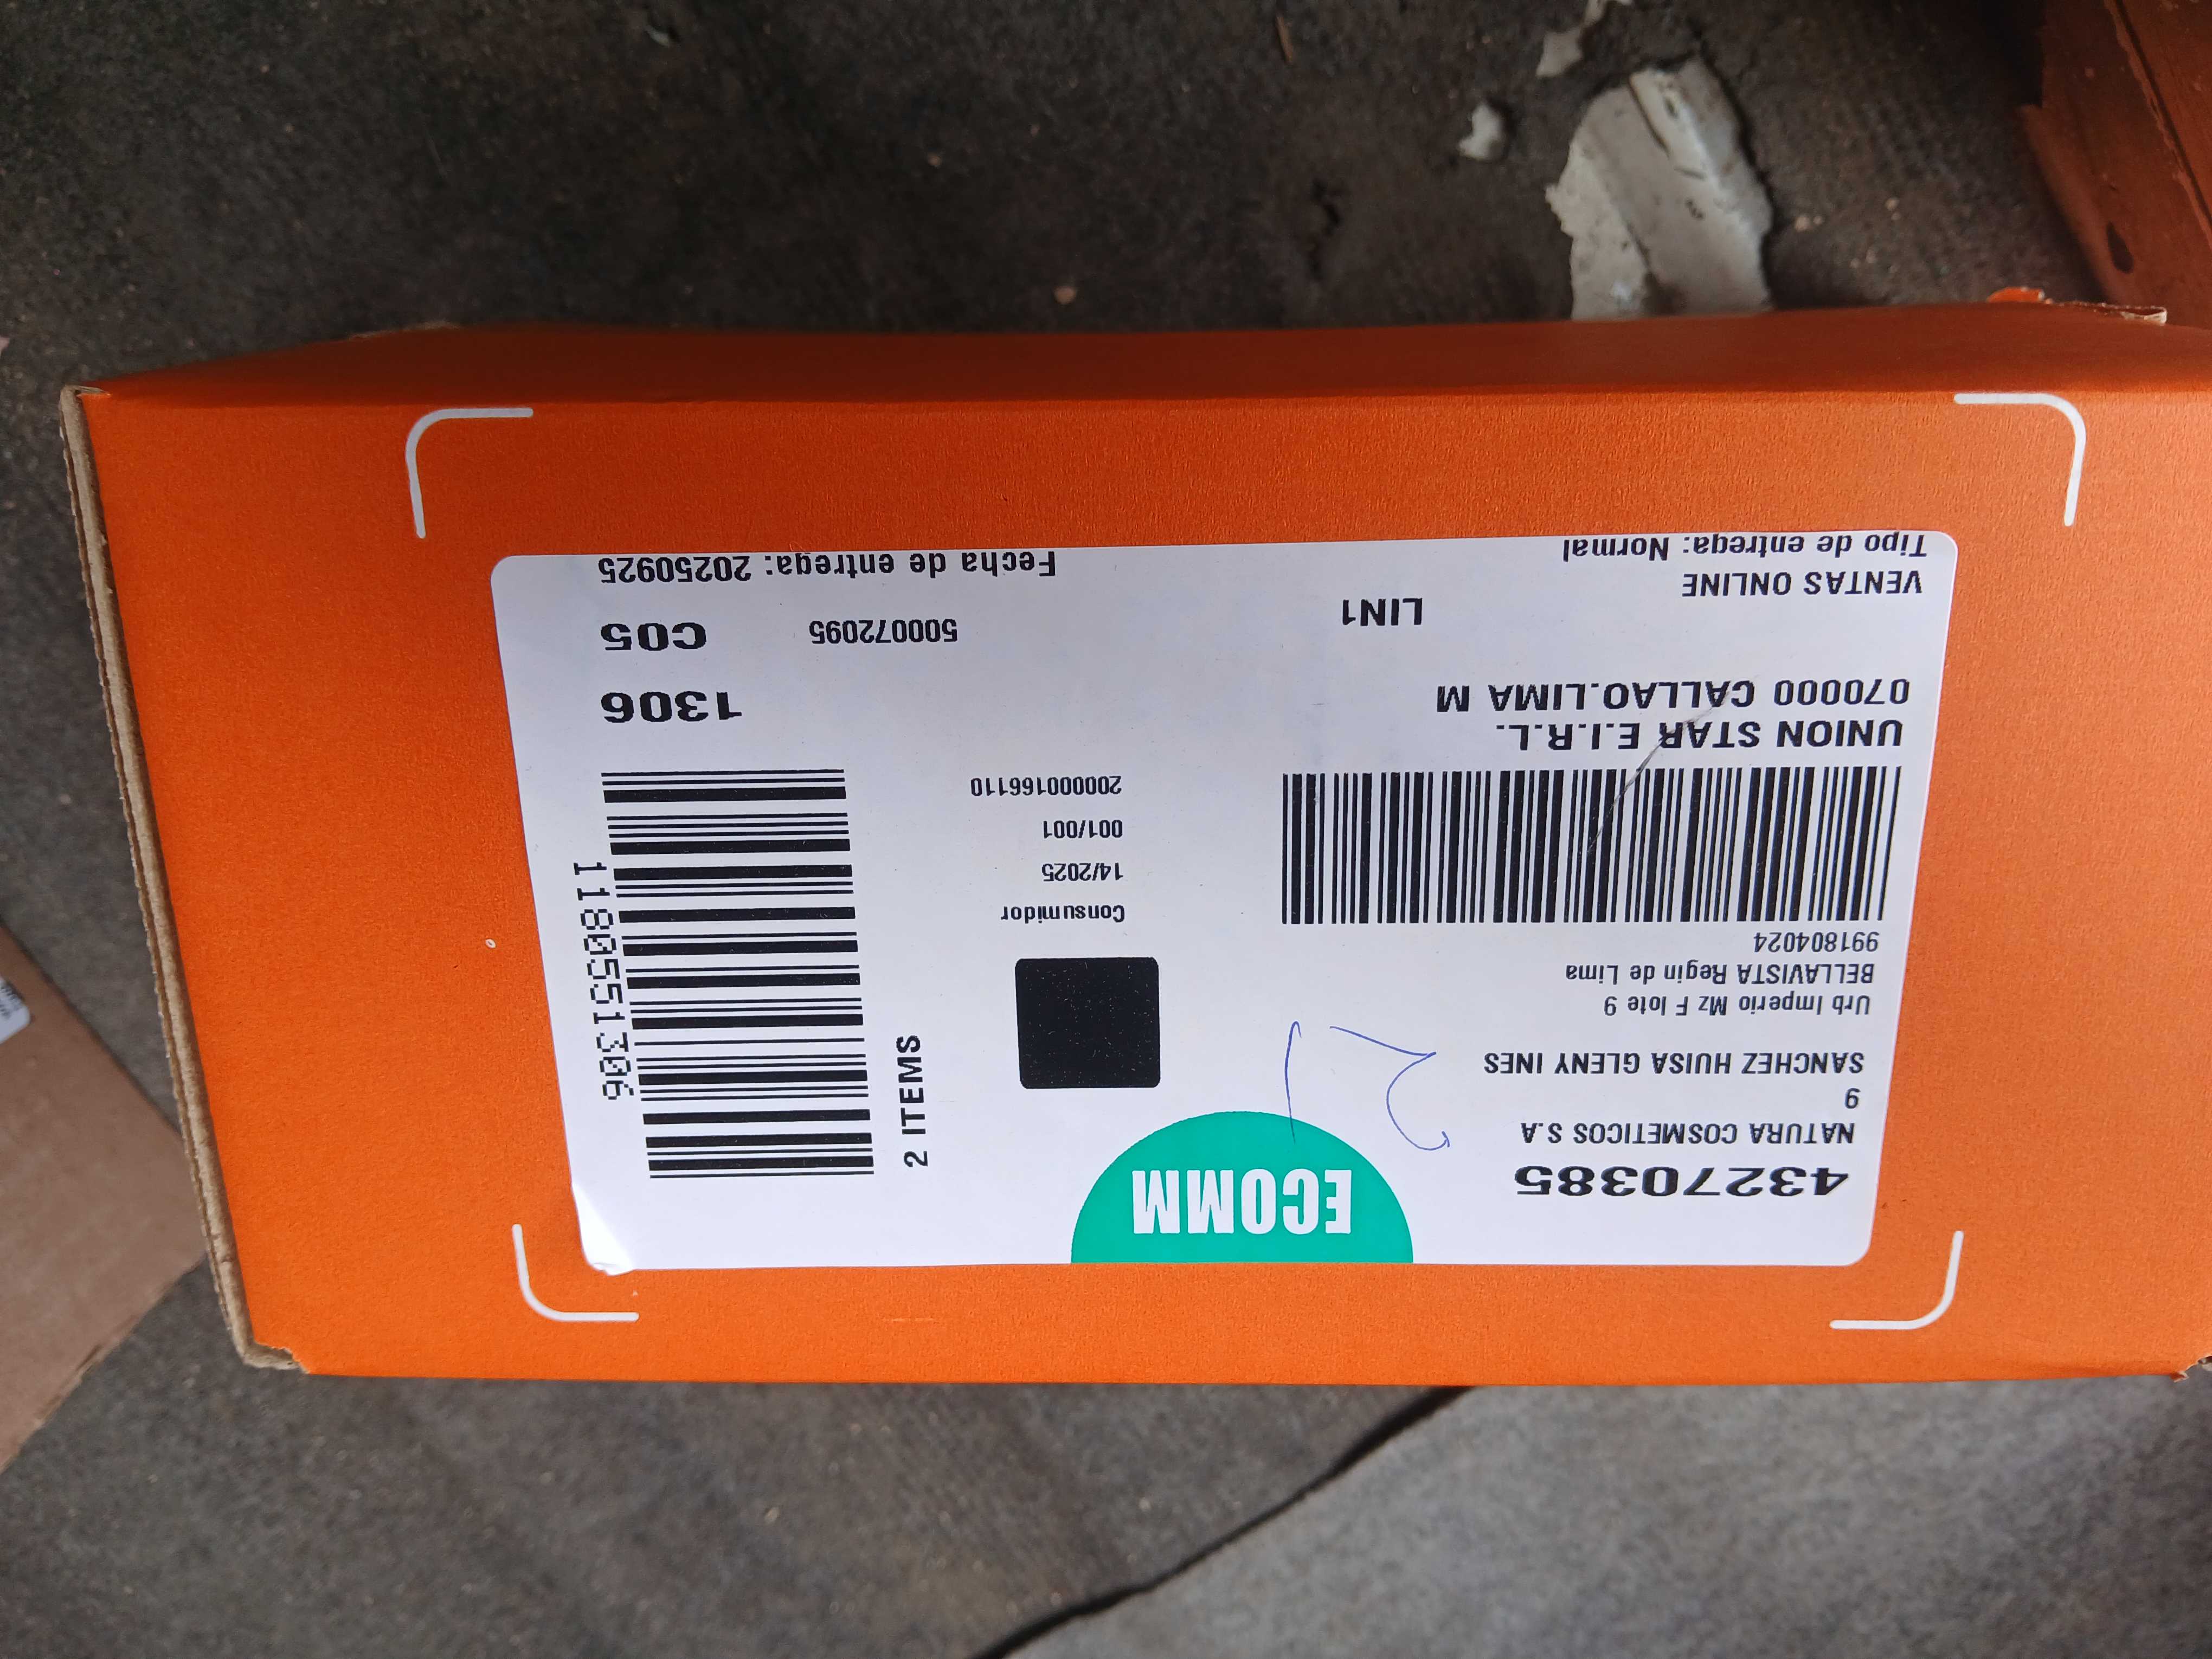 ECOMM
43270385
NATURA COSMETICOS S.A
9
SANCHEZ HUISA GLENY INES
Urb Imperio Mz F lote 9
BELLAVISTA Regin de Lima
991804024
UNION STAR E.I.R.L.
070000 CALLAO.LIMA M
LIN1
VENTAS ONLINE
Tipo de entrega: Normal
21
Consumidor
14/2025
001/001
200000166110
2 ITEMS
1180551306
1306
500072095
C05
Fecha de entrega: 20250925